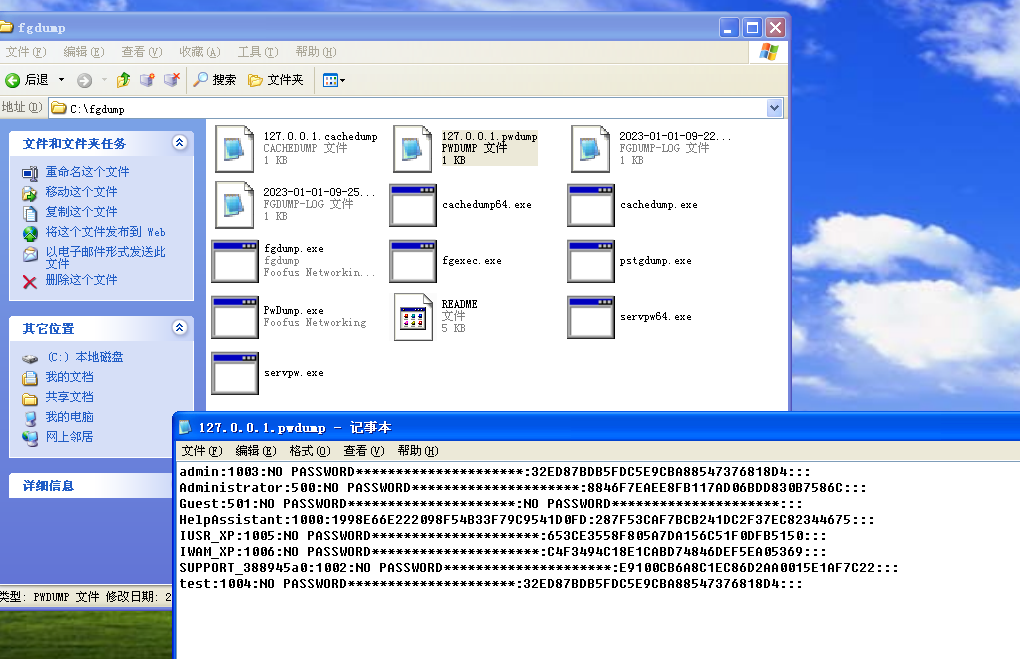 fgdump
文件(F) 编辑(E) 查看(V) 收藏(A) 工具(T) 帮助(H)
后退 搜索 文件夹
地址(D) C:\fgdump
文件和文件夹任务
重命名这个文件
移动这个文件
复制这个文件
将这个文件发布到 Web
以电子邮件形式发送此
文件
删除这个文件
其它位置
(C:) 本地磁盘
我的文档
共享文档
我的电脑
网上邻居
详细信息
127.0.0.1.cachedump
CACHEDUMP 文件
1 KB
127.0.0.1.pwdump
PWDUMP 文件
1 KB
2023-01-01-09-22...
FGDUMP-LOG 文件
1 KB
2023-01-01-09-25...
FGDUMP-LOG 文件
1 KB
cachedump64.exe
cachedump.exe
fgdump.exe
fgdump
Foofus Networkin...
fgexec.exe
pstgdump.exe
PwDump.exe
Foofus Networking
README
文件
5 KB
servpw64.exe
servpw.exe
类型: PWDUMP 文件 修改日期: 2
127.0.0.1.pwdump - 记事本
文件(F) 编辑(E) 格式(O) 查看(V) 帮助(H)
admin:1003:NO PASSWORD*********************:32ED87BDB5FDC5E9CBA88547376818D4:::
Administrator:500:NO PASSWORD*********************:8846F7EAEE8FB117AD06BDD830B7586C:::
Guest:501:NO PASSWORD*********************:NO PASSWORD*********************:::
HelpAssistant:1000:1998E66E222098F54B33F79C9541D0FD:287F53CAF7BCB241DC2F37EC82344675:::
IUSR_XP:1005:NO PASSWORD*********************:653CE3558F805A7DA156C51F0DFB5150:::
IWAM_XP:1006:NO PASSWORD*********************:C4F3494C18E1CABD74846DEF5EA05369:::
SUPPORT_388945a0:1002:NO PASSWORD*********************:E9100CB6A8C1EC86D2AA0015E1AF7C22:::
test:1004:NO PASSWORD*********************:32ED87BDB5FDC5E9CBA88547376818D4:::